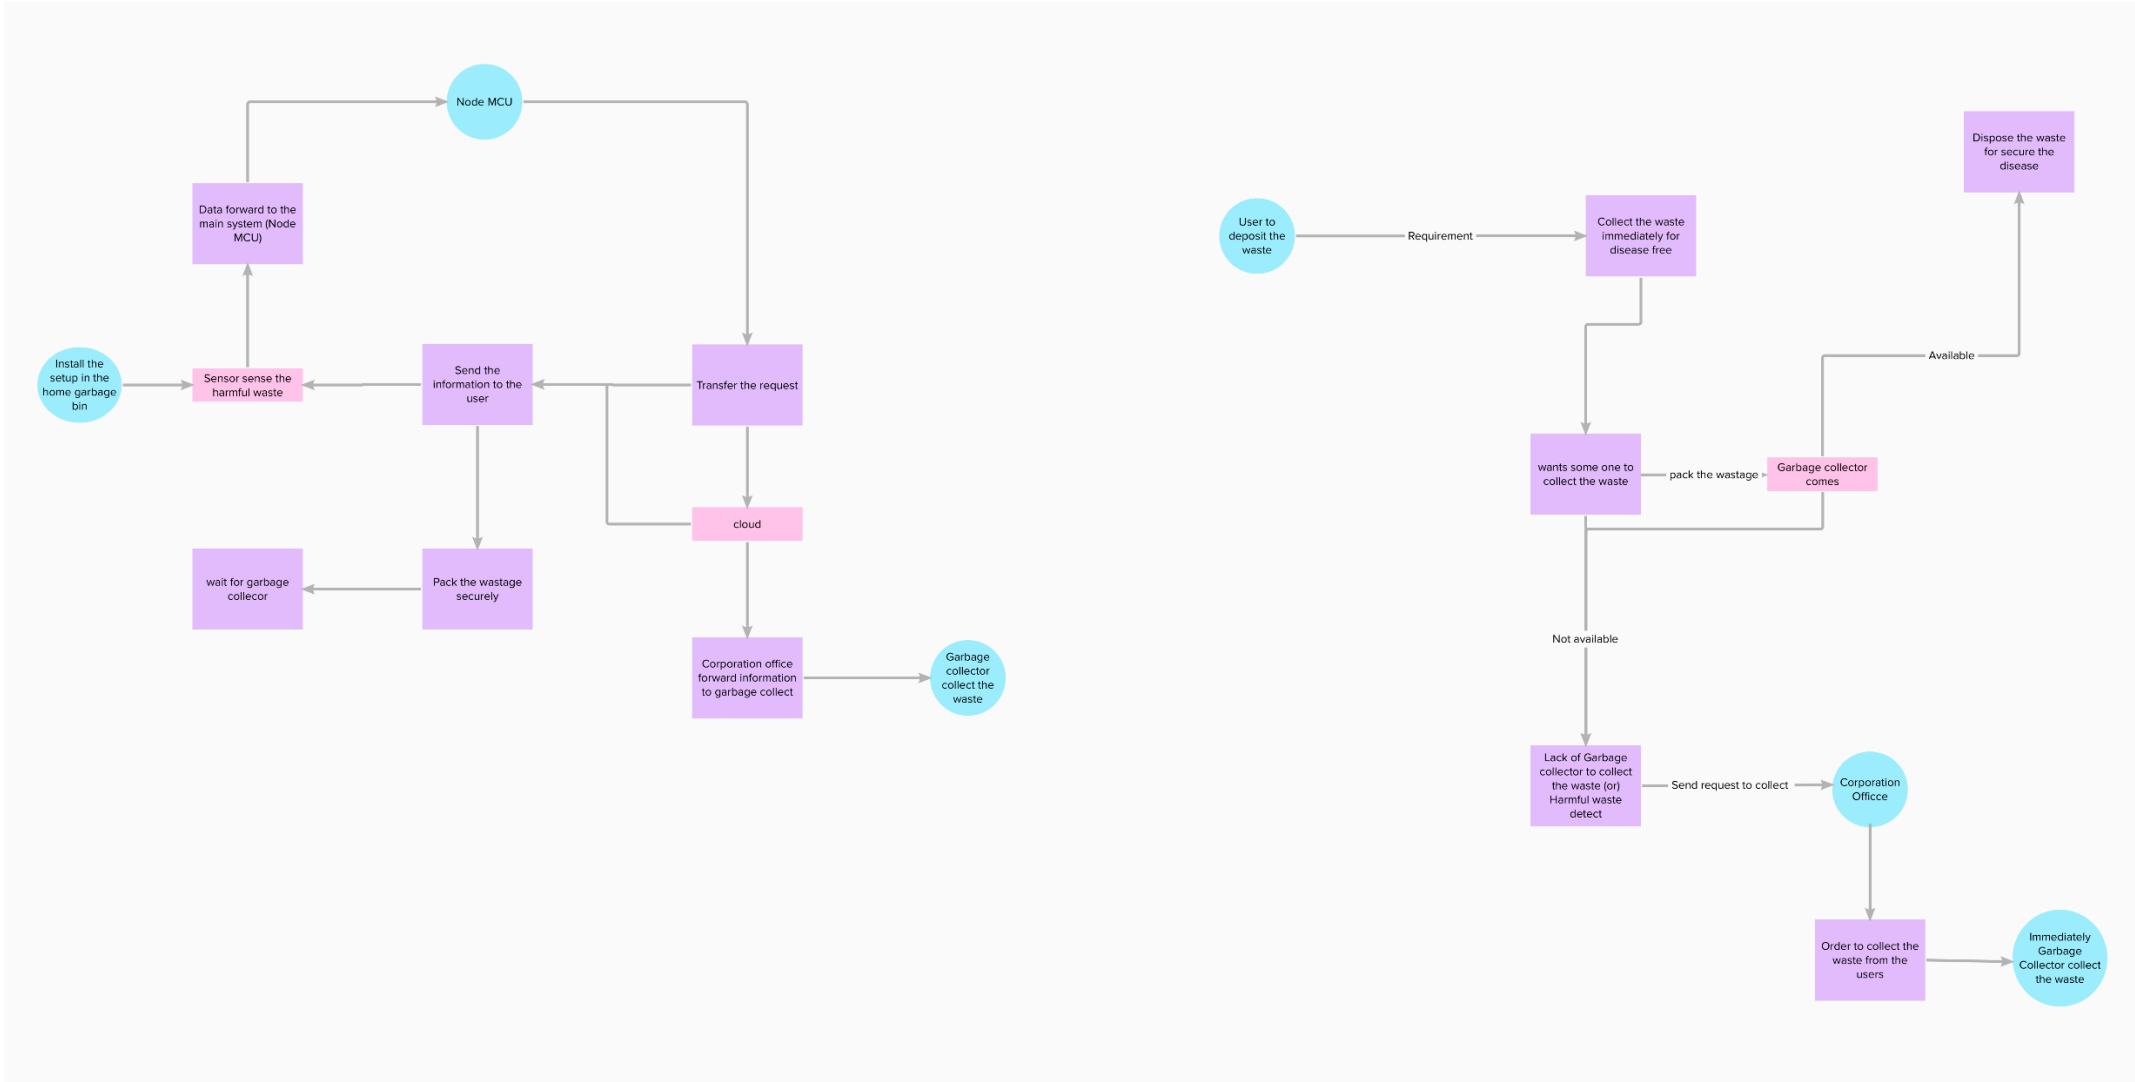 Node MCU
Data forward to the
main system (Node
MCU)
Install the
setup in the
home garbage
bin
Sensor sense the
harmful waste
Send the
information to the
user
Transfer the request
cloud
wait for garbage
collecor
Pack the wastage
securely
Corporation office
forward information
to garbage collect
Garbage
collector
collect the
waste
User to
deposit the
waste
Requirement
Collect the waste
immediately for
disease free
Dispose the waste
for secure the
disease
Available
wants some one to
collect the waste
pack the wastage
Garbage collector
comes
Not available
Lack of Garbage
collector to collect
the waste (or)
Harmful waste
detect
Send request to collect
Corporation
Officce
Order to collect the
waste from the
users
Immediately
Garbage
Collector collect
the waste